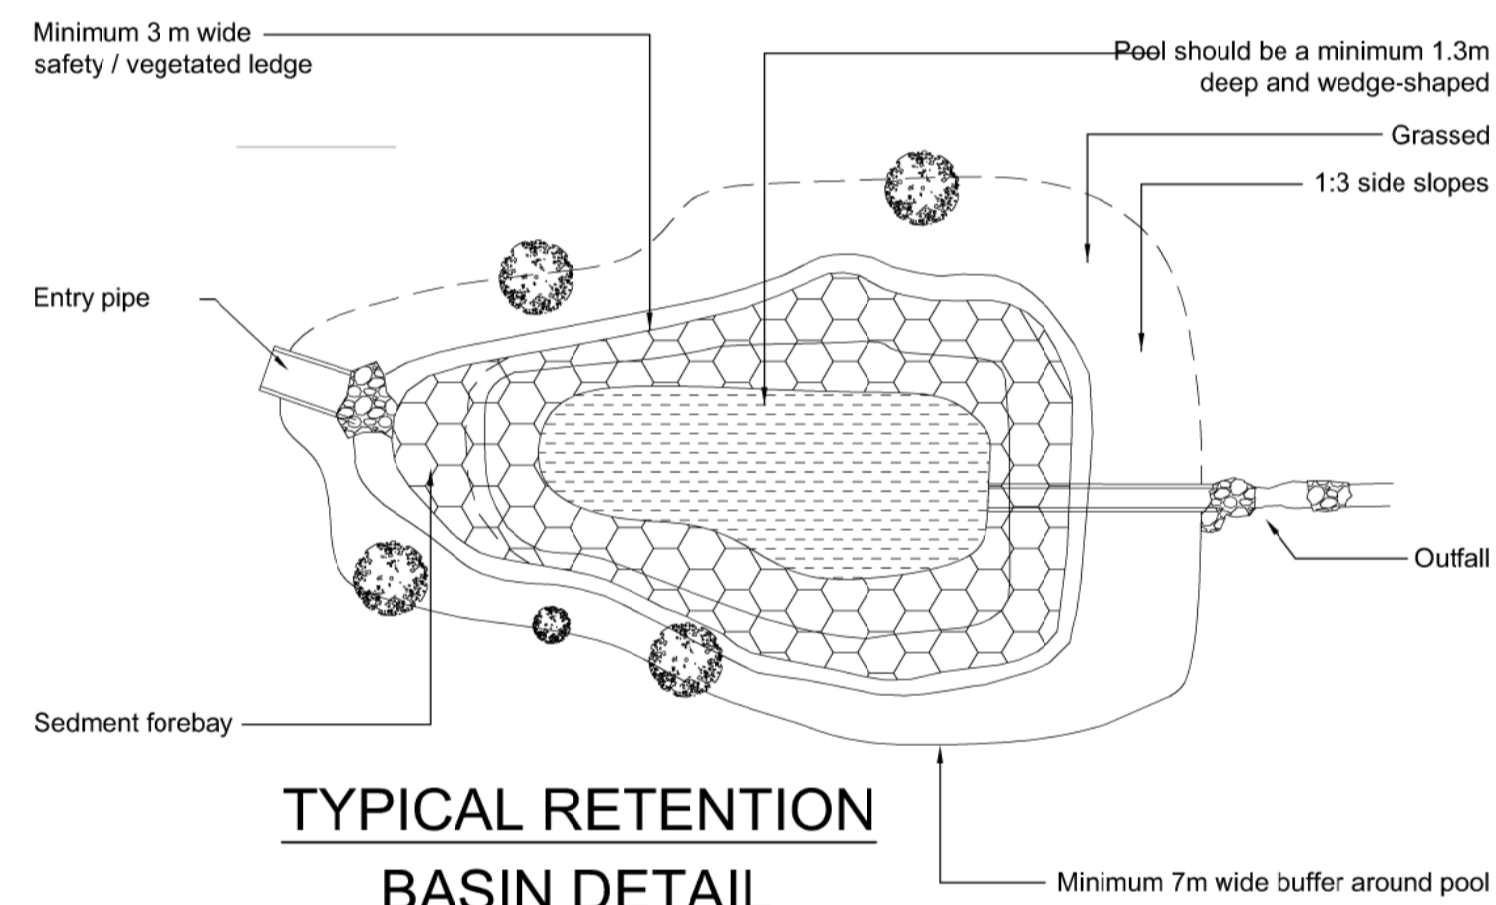 Minimum 3 m wide
safety / vegetated ledge
Pool should be a minimum 1.3m
deep and wedge-shaped
Grassed
1:3 side slopes
Entry pipe
Outfall
Sedment forebay
TYPICAL RETENTION
BASIN DETAIL
Minimum 7m wide buffer around pool